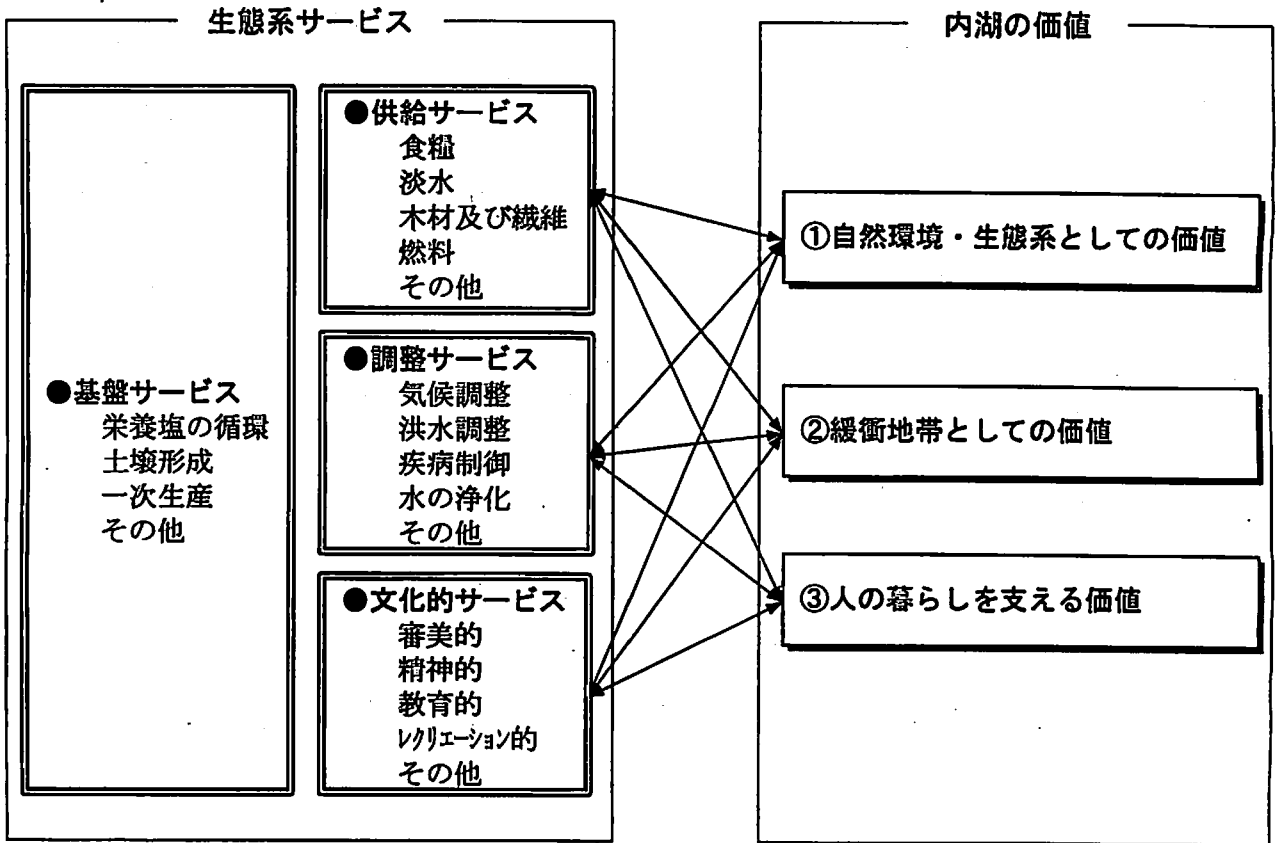 生態系サービス
●基盤サービス
栄養塩の循環
土壌形成
一次生産
その他
●供給サービス
食糧
淡水
木材及び繊維
燃料
その他
●調整サービス
気候調整
洪水調整
疾病制御
水の浄化
その他
●文化的サービス
審美的
精神的
教育的
レクリエーション的
その他
内湖の価値
①自然環境・生態系としての価値
②緩衝地帯としての価値
③人の暮らしを支える価値